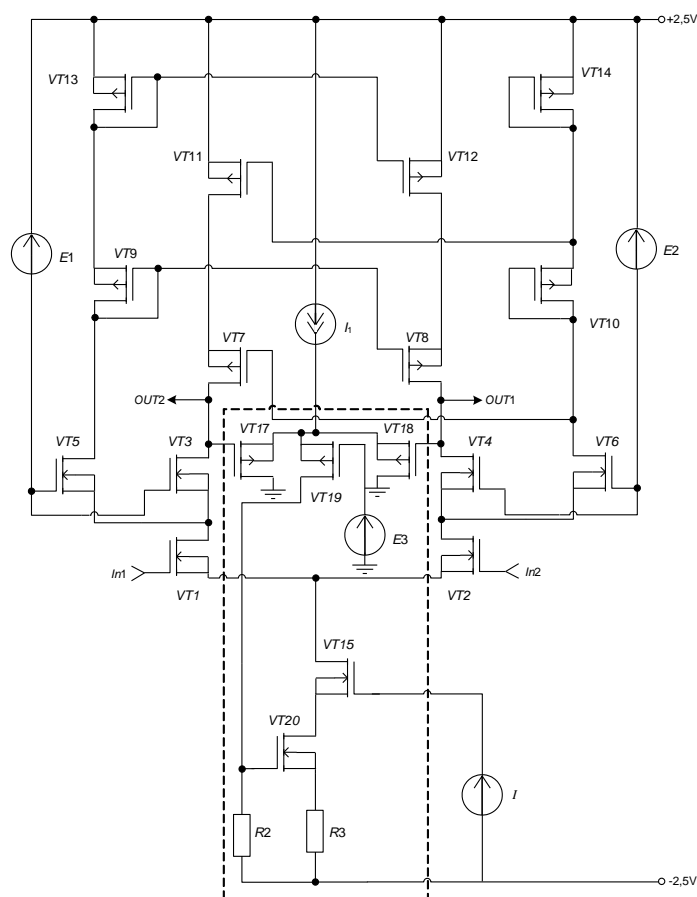 +2,5V
VT13
VT14
VT11
VT12
E1
VT9
E2
I1
VT10
VT7
VT8
OUT2
OUT1
VT17
VT18
VT5
VT3
VT4
VT6
VT19
E3
In1
In2
VT1
VT2
VT15
VT20
I
R2
R3
-2,5V